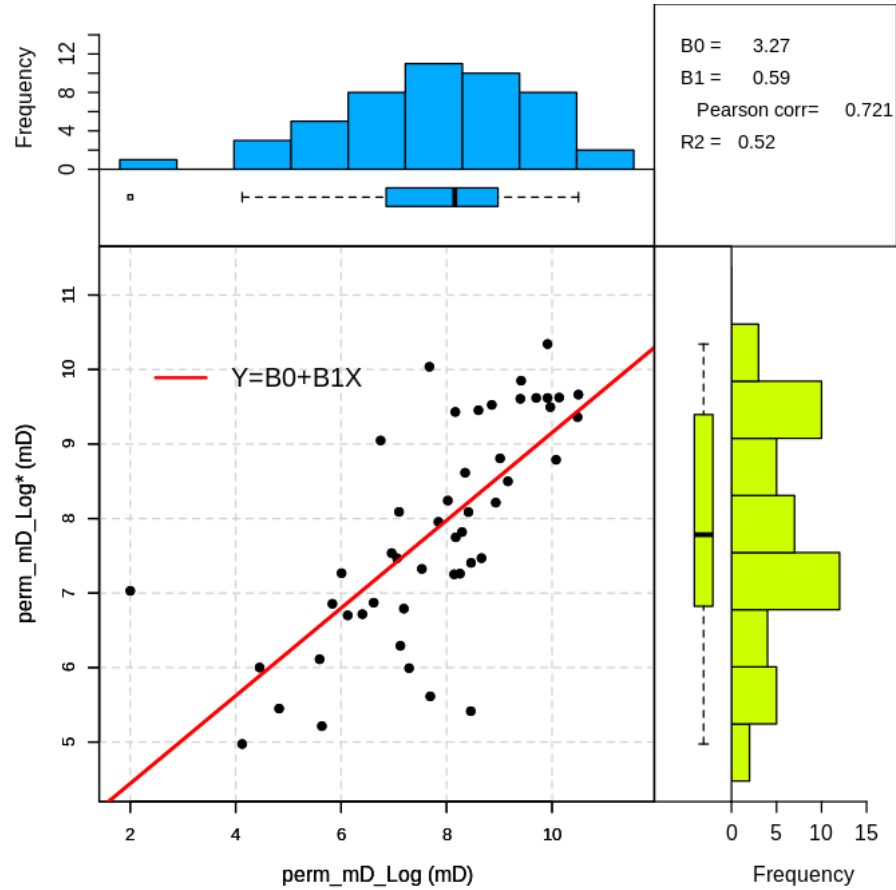 Frequency
12
8
4
0
B0 = 3.27
B1 = 0.59
Pearson corr= 0.721
R2 = 0.52
perm_mD_Log* (mD)
11
10
9
8
7
6
5
Y=B0+B1X
2 4 6 8 10
perm_mD_Log (mD)
0 5 10 15
Frequency